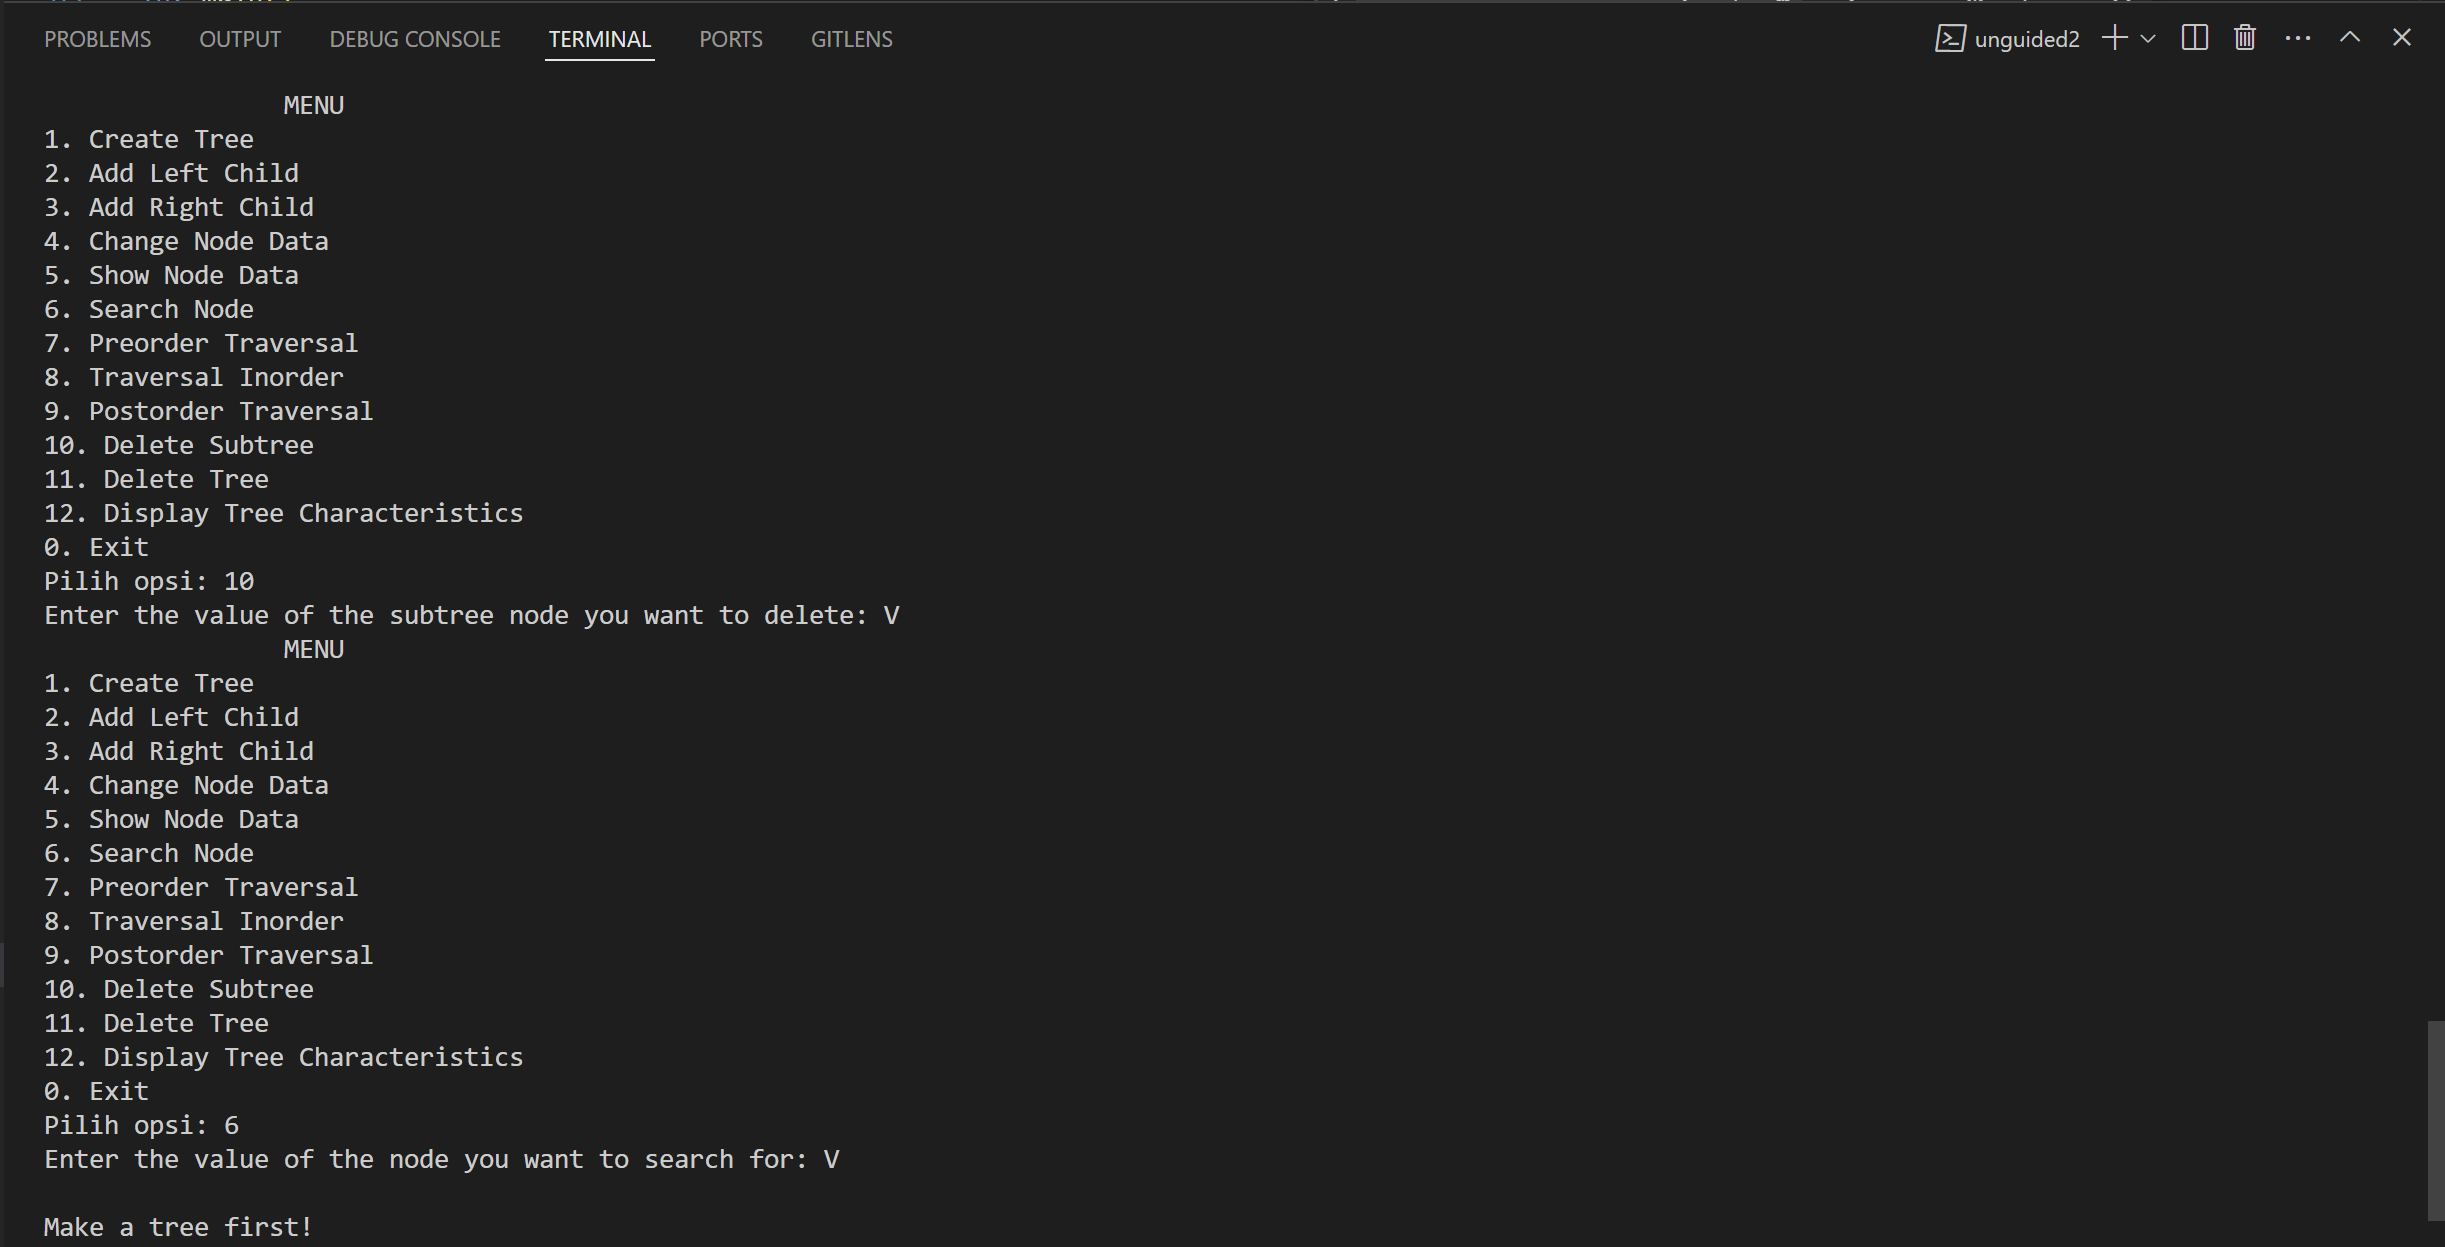 PROBLEMS OUTPUT DEBUG CONSOLE TERMINAL PORTS GITLENS unguided2
MENU
1. Create Tree
2. Add Left Child
3. Add Right Child
4. Change Node Data
5. Show Node Data
6. Search Node
7. Preorder Traversal
8. Traversal Inorder
9. Postorder Traversal
10. Delete Subtree
11. Delete Tree
12. Display Tree Characteristics
0. Exit
Pilih opsi: 10
Enter the value of the subtree node you want to delete: V
MENU
1. Create Tree
2. Add Left Child
3. Add Right Child
4. Change Node Data
5. Show Node Data
6. Search Node
7. Preorder Traversal
8. Traversal Inorder
9. Postorder Traversal
10. Delete Subtree
11. Delete Tree
12. Display Tree Characteristics
0. Exit
Pilih opsi: 6
Enter the value of the node you want to search for: V
Make a tree first!